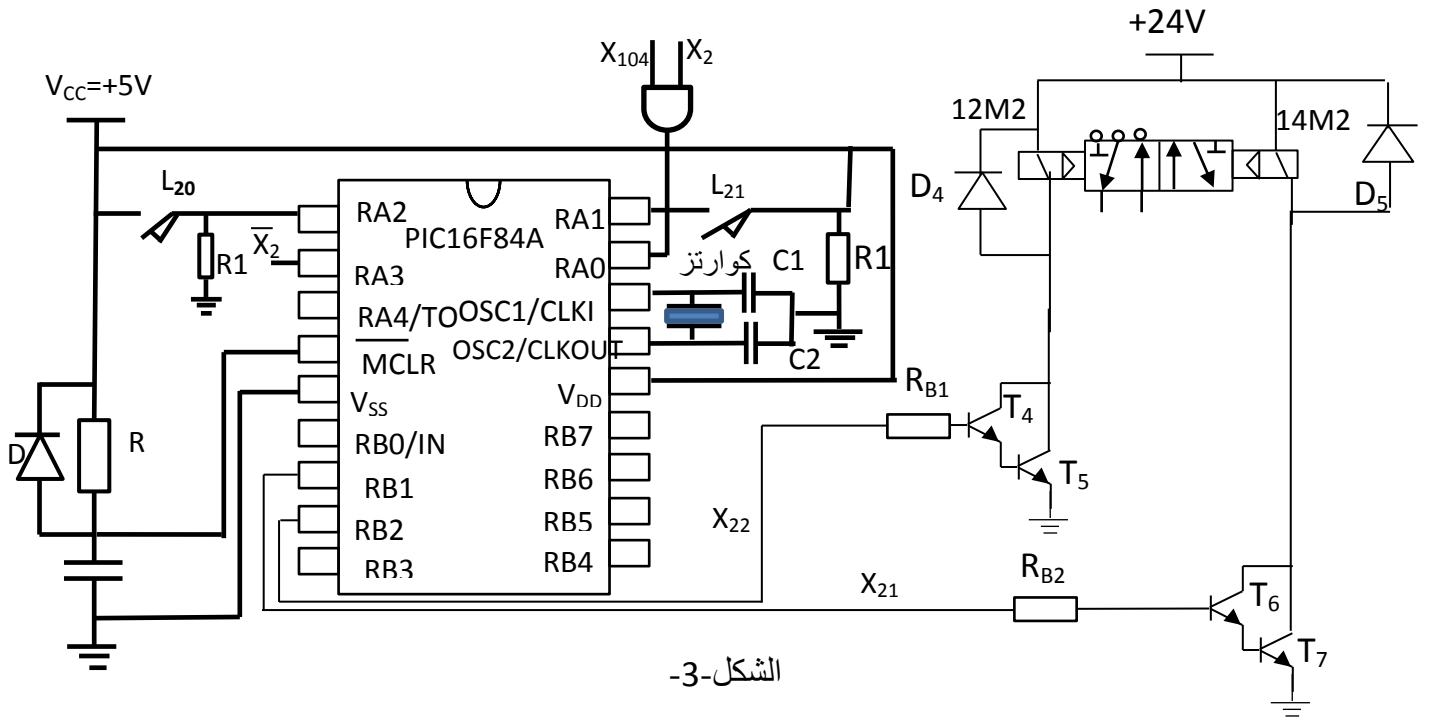 +24V
X104 X2
VCC=+5V
12M2
14M2
L20
L21
D4
D5
RA2
RA1
PIC16F84A
X̅2
R1
RA3
RA0
كوارتز
C1
R1
RA4/TO
OSC1/CLKI
OSC2/CLKOUT
M̅C̅L̅R̅
C2
VSS
VDD
RB1
T4
D
R
RB0/IN
RB7
T5
RB1
RB6
X22
RB2
RB5
RB3
RB4
X21
RB2
T6
T7
الشكل-3-